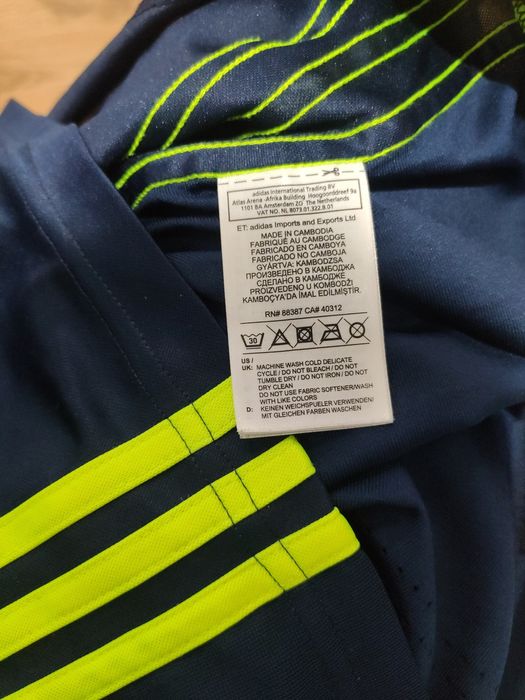 adidas International Trading BV
Atlas Arena -Afrika Building Hoogoorddreef 9a
1101 BA Amsterdam ZO The Netherlands
VAT NO. NL 8073.01.322.B.01
ET: adidas Imports and Exports Ltd
MADE IN CAMBODIA
FABRIQUÉ AU CAMBODGE
FABRICADO EN CAMBOYA
FABRICADO NO CAMBOJA
GYÁRTVA: KAMBODZSA
ПРОИЗВЕДЕНО В КАМБОДЖА
СДЕЛАНО В КАМБОДЖЕ
PROIZVEDENO U KOMBODŽI
KAMBOÇYA'DA İMAL EDİLMİŞTİR.
RN# 88387 CA# 40312
30
US /
UK: MACHINE WASH COLD DELICATE
CYCLE / DO NOT BLEACH / DO NOT
TUMBLE DRY / DO NOT IRON / DO NOT
DRY CLEAN
DO NOT USE FABRIC SOFTENER/WASH
WITH LIKE COLORS
D: KEINEN WEICHSPUELER VERWENDEN/
MIT GLEICHEN FARBEN WASCHEN